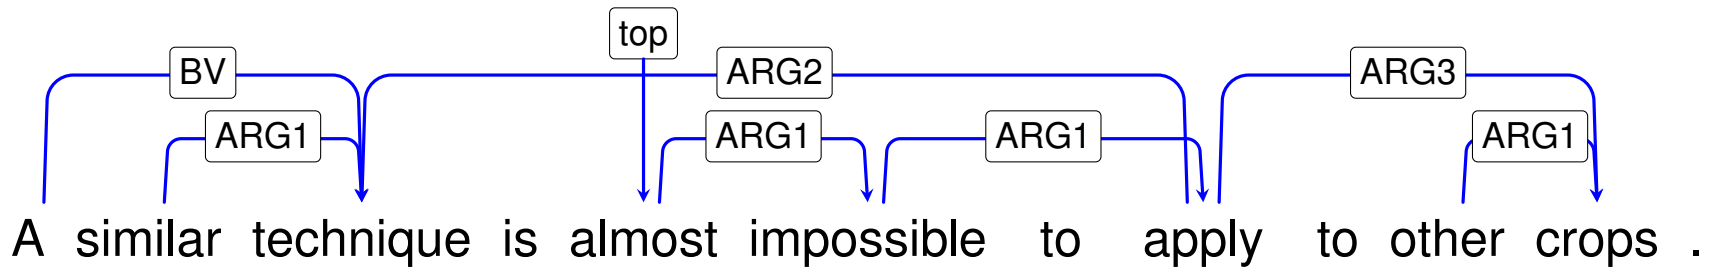 top
BV ARG2 ARG3
ARG1 ARG1 ARG1 ARG1
A similar technique is almost impossible to apply to other crops .